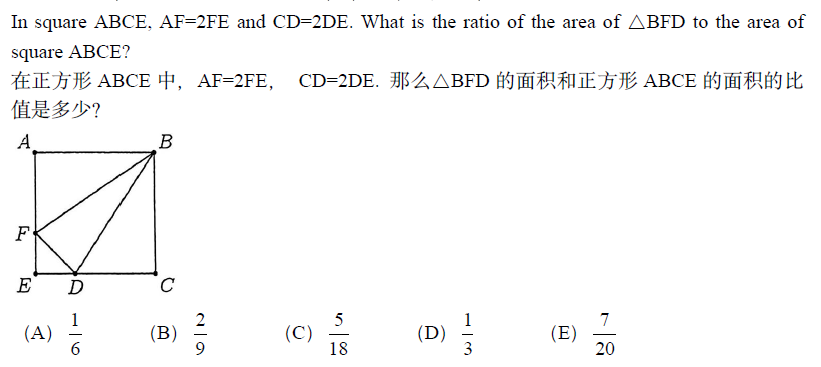 In square ABCE, AF=2FE and CD=2DE. What is the ratio of the area of △BFD to the area of
square ABCE?
在正方形 ABCE 中，AF=2FE， CD=2DE. 那么△BFD 的面积和正方形 ABCE 的面积的比
值是多少?
A B
F
E D C
(A) 1/6 (B) 2/9 (C) 5/18 (D) 1/3 (E) 7/20